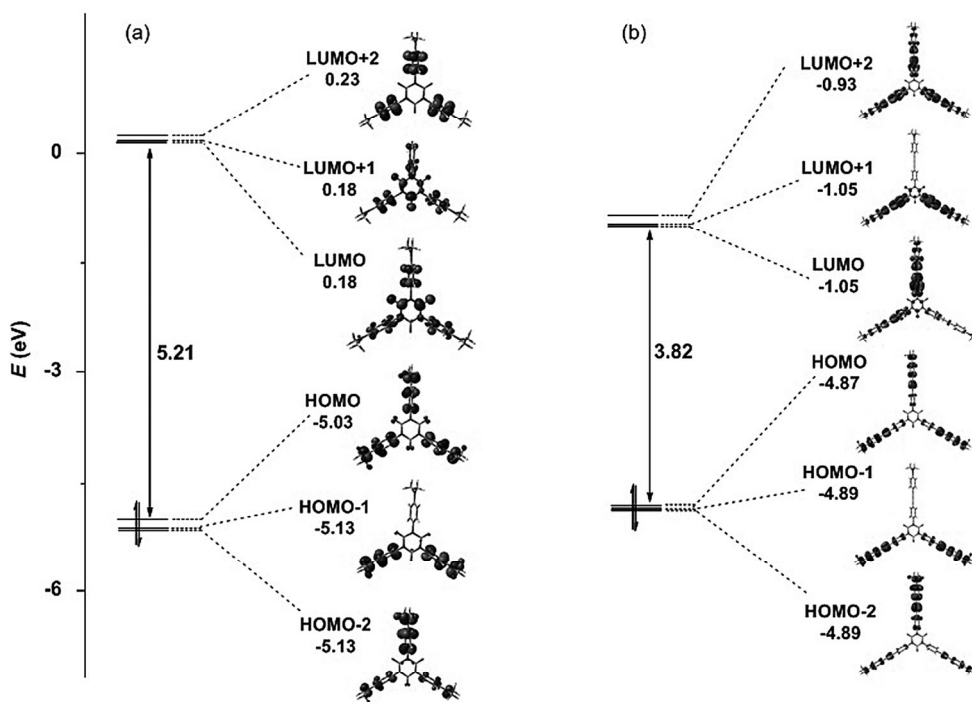 (a)
LUMO+2
0.23
LUMO+1
0.18
LUMO
0.18
5.21
HOMO
-5.03
HOMO-1
-5.13
HOMO-2
-5.13
E (eV)
0
-3
-6
(b)
LUMO+2
-0.93
LUMO+1
-1.05
LUMO
-1.05
3.82
HOMO
-4.87
HOMO-1
-4.89
HOMO-2
-4.89